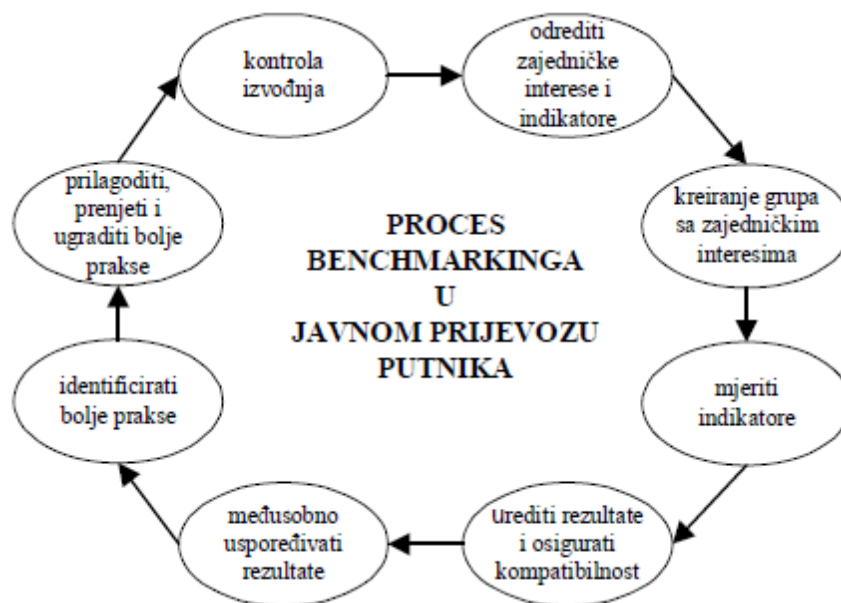 kontrola
izvođnja
odrediti
zajedničke
interese i
indikatore
kreiranje grupa
sa zajedničkim
interesima
mjeriti
indikatore
urediti rezultate
i osigurati
kompatibilnost
međusobno
uspoređivati
rezultate
identificirati
bolje prakse
prilagoditi,
prenjeti i
ugraditi bolje
prakse
PROCES
BENCHMARKINGA
U
JAVNOM PRIJEVOZU
PUTNIKA